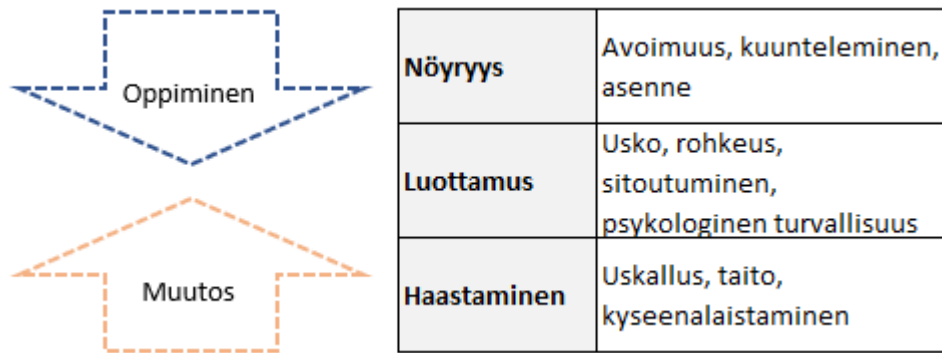 Oppiminen
Muutos
Nöyryys
Avoimuus, kuunteleminen,
asenne
Luottamus
Usko, rohkeus,
sitoutuminen,
psykologinen turvallisuus
Haastaminen
Uskallus, taito,
kyseenalaistaminen